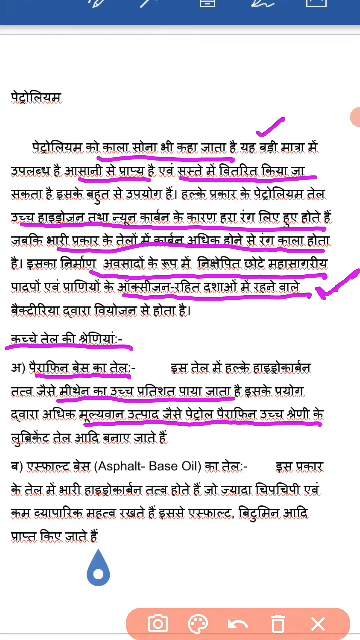 पेट्रोलियम
पेट्रोलियम को काला सोना भी कहा जाता है यह बड़ी मात्रा में
उपलब्ध है आसानी से प्राप्य है एवं सस्ते में वितरित किया जा
सकता है इसके बहुत से उपयोग हैं। हल्के प्रकार के पेट्रोलियम तेल
उच्च हाइड्रोजन तथा न्यून कार्बन के कारण हरा रंग लिए हुए होते हैं
जबकि भारी प्रकार के तेलों में कार्बन अधिक होने से रंग काला होता
है। इसका निर्माण अवसादों के रूप में निक्षेपित छोटे महासागरीय
पादपों एवं प्राणियों के ऑक्सीजन-रहित दशाओं में रहने वाले
बैक्टीरिया द्वारा वियोजन से होता है।
कच्चे तेल की श्रेणियां:-
अ) पैराफ़िन बेस का तेल:- इस तेल में हल्के हाइड्रोकार्बन
तत्व जैसे मीथेन का उच्च प्रतिशत पाया जाता है इसके प्रयोग
द्वारा अधिक मूल्यवान उत्पाद जैसे पेट्रोल पैराफिन उच्च श्रेणी के
लुब्रिकेंट तेल आदि बनाए जाते हैं
ब) एस्फाल्ट बेस (Asphalt- Base Oil) का तेल:- इस प्रकार
के तेल में भारी हाइड्रोकार्बन तत्व होते हैं जो ज्यादा चिपचिपी एवं
कम व्यापारिक महत्व रखते हैं इससे एस्फाल्ट, बिटुमिन आदि
प्राप्त किए जाते हैं